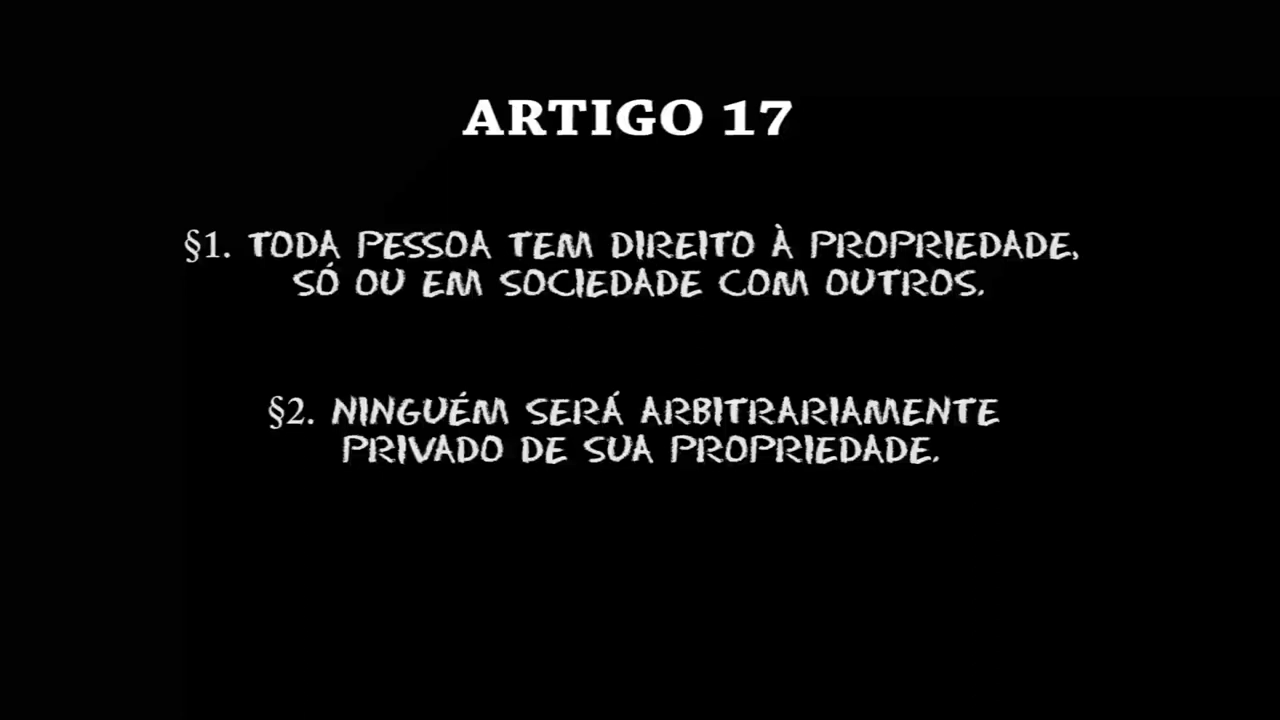 ARTIGO 17
§1. TODA PESSOA TEM DIREITO À PROPRIEDADE,
SÓ OU EM SOCIEDADE COM OUTROS.
§2. NINGUÉM SERÁ ARBITRARIAMENTE
PRIVADO DE SUA PROPRIEDADE.